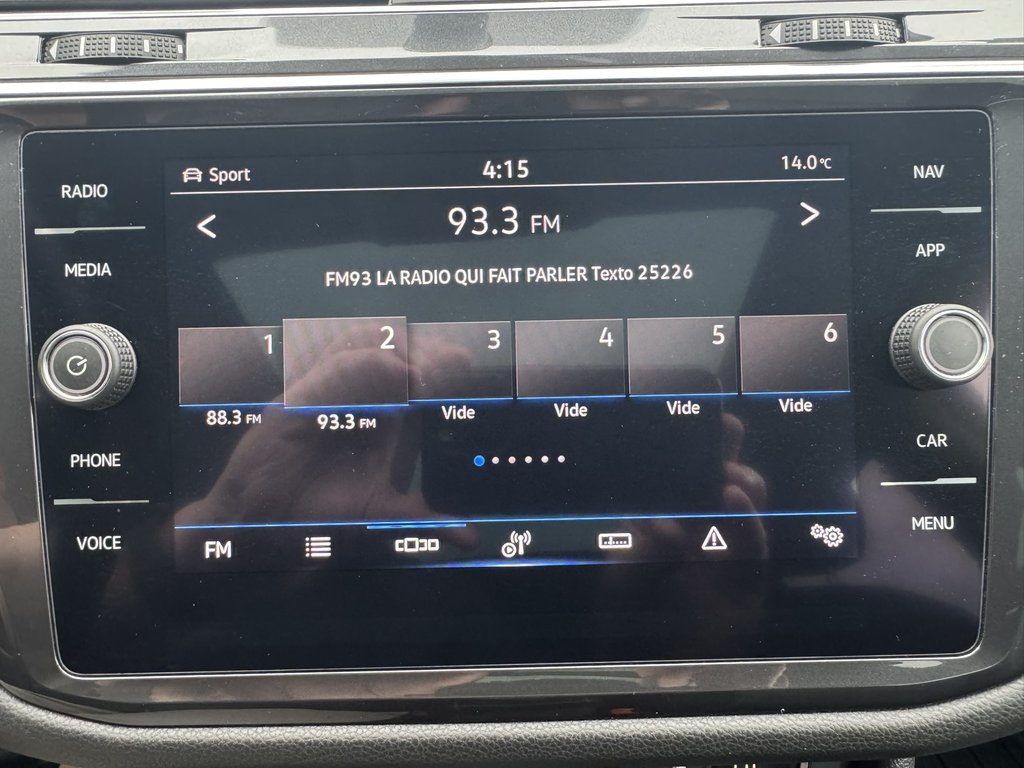 Sport 4:15 14.0°C
RADIO
NAV
93.3 FM
MEDIA
APP
FM93 LA RADIO QUI FAIT PARLER Texto 25226
1 2 3 4 5 6
88.3 FM 93.3 FM Vide Vide Vide Vide
PHONE
CAR
VOICE
FM
MENU